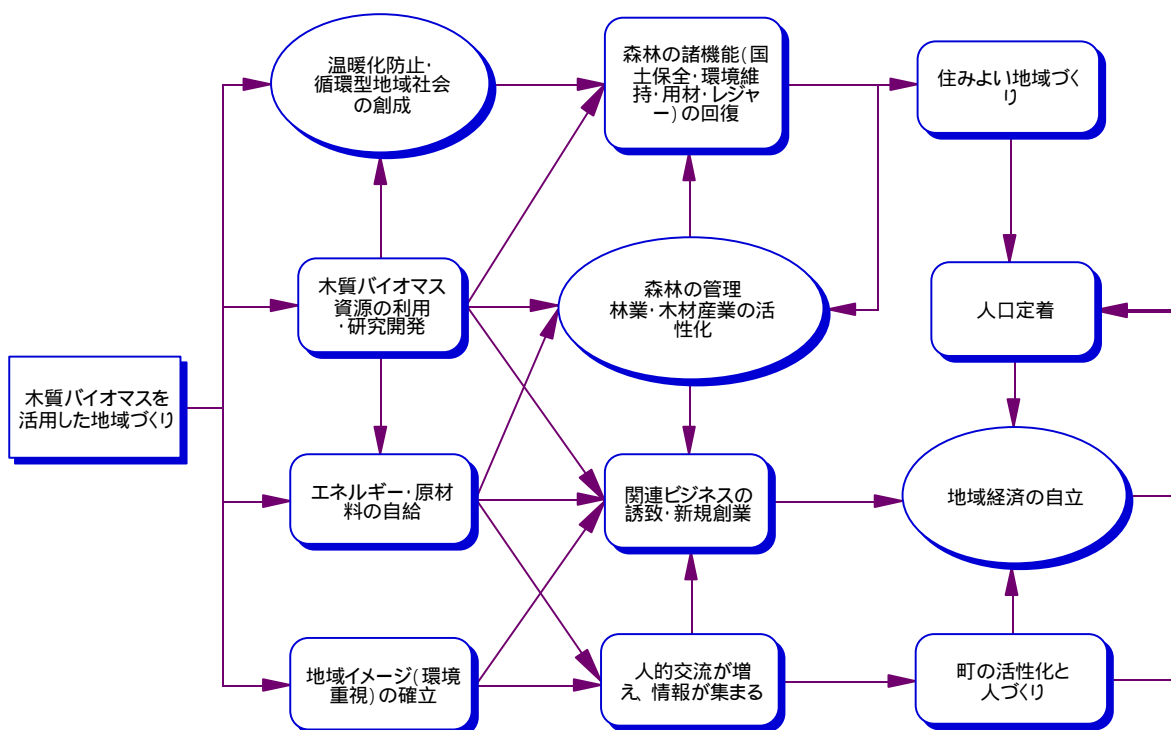 温暖化防止・
循環型地域社会
の創成
森林の諸機能(国
土保全・環境維
持・用材・レジャ
ー)の回復
住みよい地域づく
り
木質バイオマス
資源の利用
・研究開発
森林の管理
林業・木材産業の活
性化
人口定着
木質バイオマスを
活用した地域づくり
エネルギー・原材
料の自給
関連ビジネスの
誘致・新規創業
地域経済の自立
地域イメージ(環境
重視)の確立
人的交流が増
え、情報が集まる
町の活性化と
人づくり